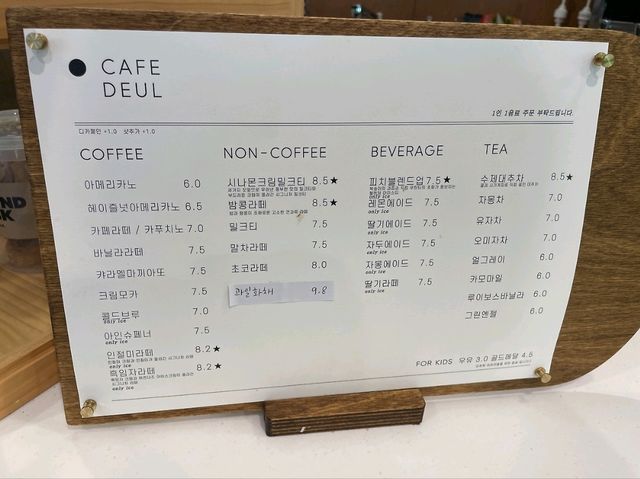 CAFE
DEUL
1인 1음료 주문 부탁드립니다.
디카페인 +1.0 샷추가 +1.0
COFFEE
아메리카노 6.0
헤이즐넛아메리카노 6.5
카페라떼 / 카푸치노 7.0
바닐라라떼 7.5
캬라멜마끼아또 7.5
크림모카 7.5
콜드브루 7.0
only ice
아인슈페너 7.5
only ice
인절미라떼 8.2★
only ice
흑임자라떼 8.2★
only ice
NON-COFFEE
시나몬크림밀크티 8.5★
밤콩라떼 8.5★
밀크티 7.5
말차라떼 7.5
초코라떼 8.0
과일화채 9.8
BEVERAGE
피치블렌드업 7.5★
레몬에이드 7.5
only ice
딸기에이드 7.5
only ice
자두에이드 7.5
only ice
자몽에이드 7.5
only ice
딸기라떼 7.5
only ice
TEA
수제대추차 8.5★
자몽차 7.0
유자차 7.0
오미자차 7.0
얼그레이 6.0
카모마일 6.0
루이보스바닐라 6.0
그린엔젤 6.0
FOR KIDS 우유 3.0 골드메달 4.5